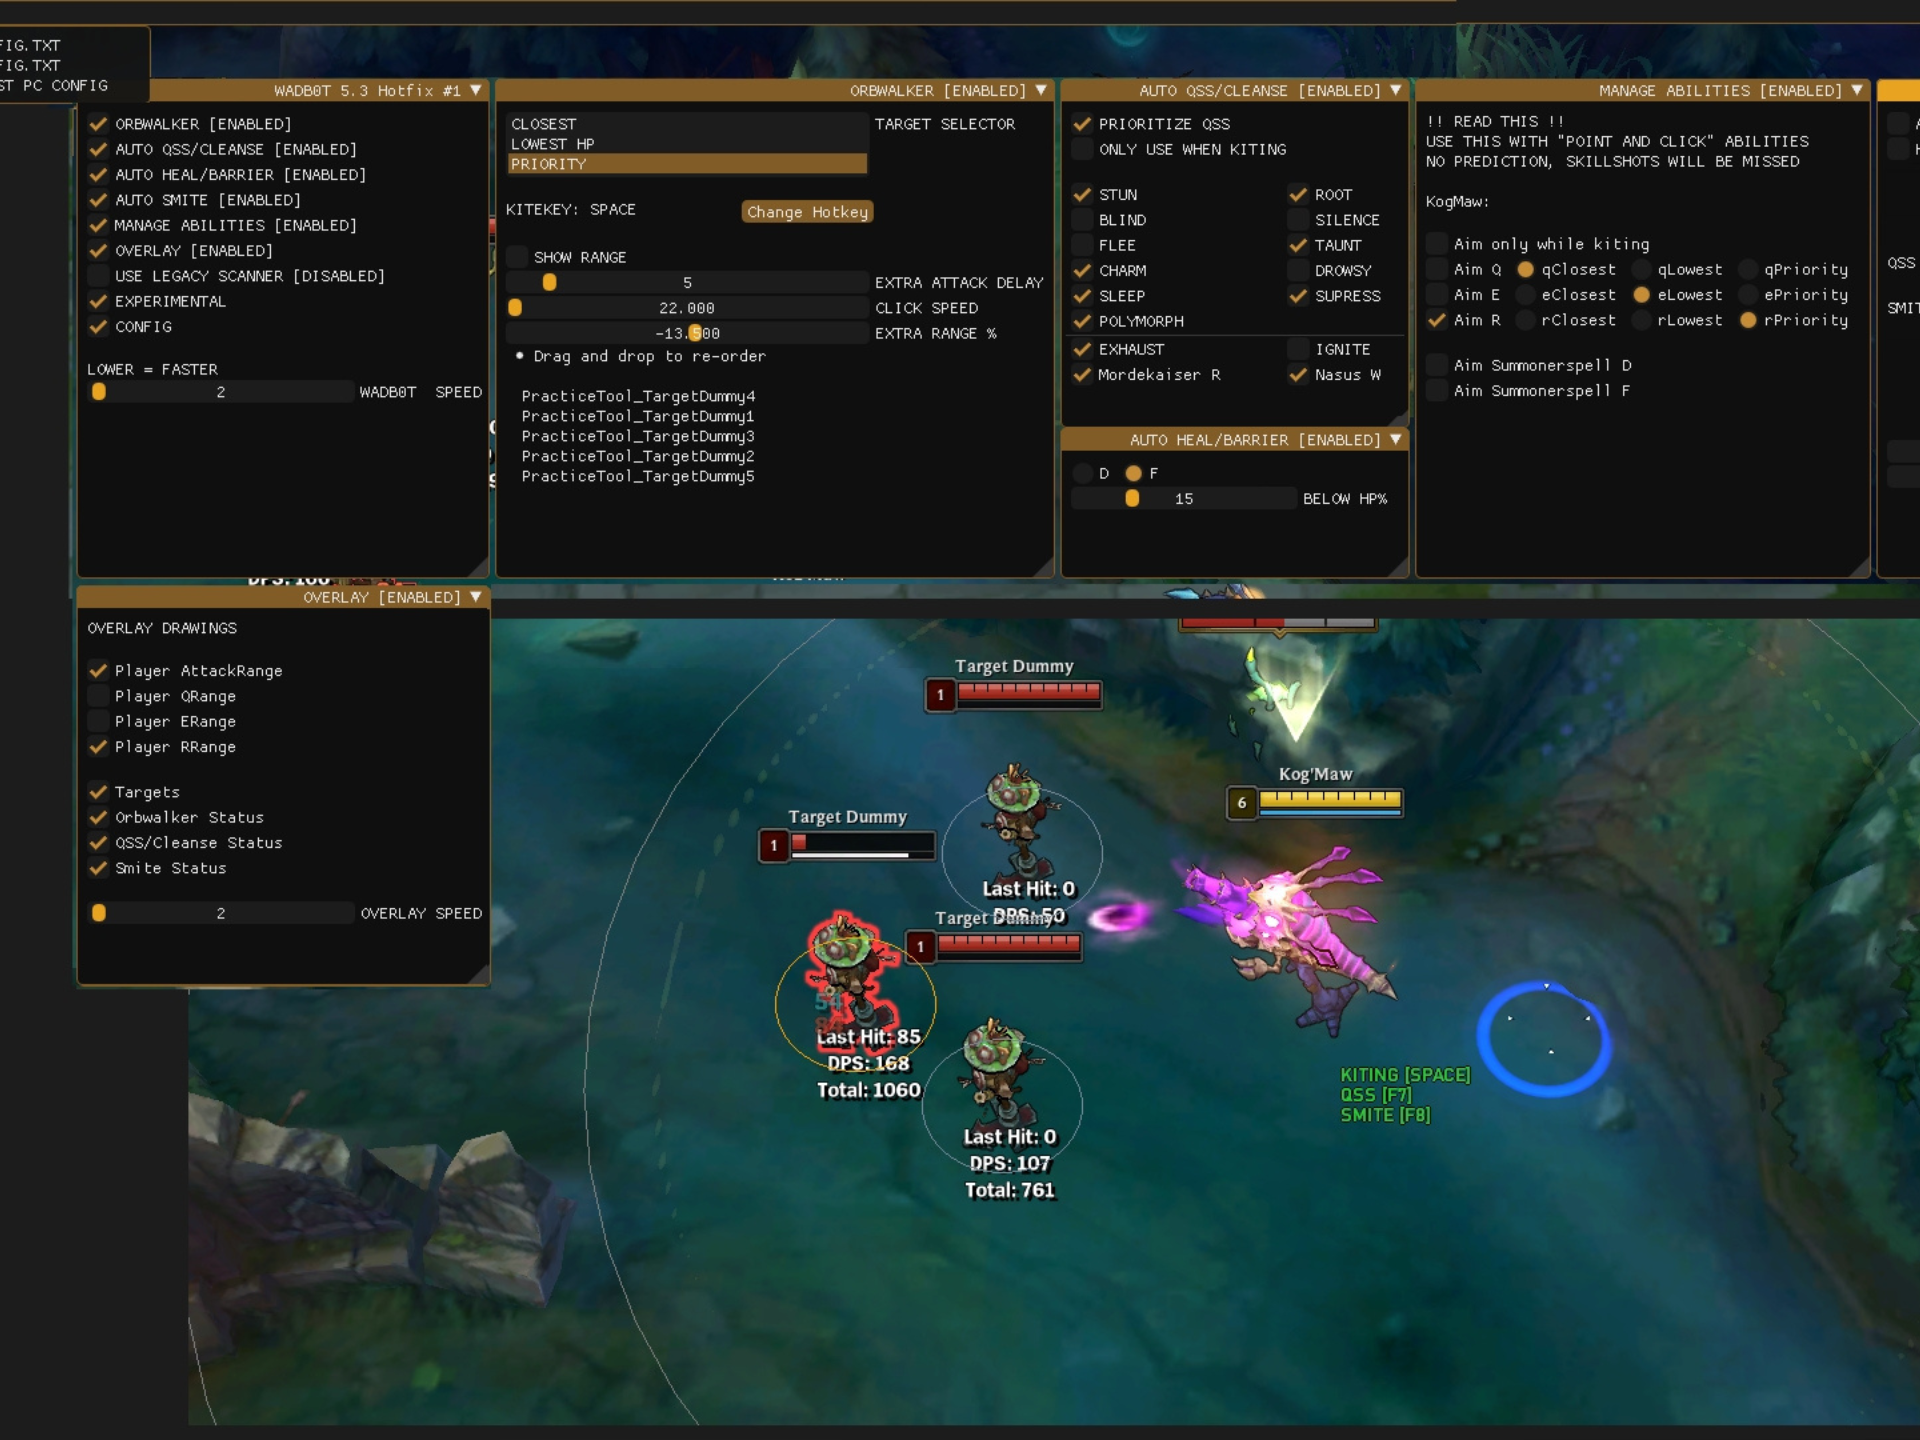 FIG.TXT
FIG.TXT
ST PC CONFIG
WADB0T 5.3 Hotfix #1
ORBWALKER [ENABLED]
AUTO QSS/CLEANSE [ENABLED]
AUTO HEAL/BARRIER [ENABLED]
AUTO SMITE [ENABLED]
MANAGE ABILITIES [ENABLED]
OVERLAY [ENABLED]
USE LEGACY SCANNER [DISABLED]
EXPERIMENTAL
CONFIG
LOWER = FASTER
2 WADB0T SPEED
ORBWALKER [ENABLED]
CLOSEST TARGET SELECTOR
LOWEST HP
PRIORITY
KITEKEY: SPACE Change Hotkey
SHOW RANGE
5 EXTRA ATTACK DELAY
22.000 CLICK SPEED
-13.500 EXTRA RANGE %
Drag and drop to re-order
PracticeTool_TargetDummy4
PracticeTool_TargetDummy1
PracticeTool_TargetDummy3
PracticeTool_TargetDummy2
PracticeTool_TargetDummy5
AUTO QSS/CLEANSE [ENABLED]
PRIORITIZE QSS
ONLY USE WHEN KITING
STUN ROOT
BLIND SILENCE
FLEE TAUNT
CHARM DROWSY
SLEEP SUPRESS
POLYMORPH
EXHAUST IGNITE
Mordekaiser R Nasus W
AUTO HEAL/BARRIER [ENABLED]
D F
15 BELOW HP%
MANAGE ABILITIES [ENABLED]
!! READ THIS !!
USE THIS WITH "POINT AND CLICK" ABILITIES
NO PREDICTION, SKILLSHOTS WILL BE MISSED
KogMaw:
Aim only while kiting
Aim Q qClosest qLowest qPriority
Aim E eClosest eLowest ePriority
Aim R rClosest rLowest rPriority
Aim Summonerspell D
Aim Summonerspell F
QSS
SMIT
OVERLAY [ENABLED]
OVERLAY DRAWINGS
Player AttackRange
Player QRange
Player ERange
Player RRange
Targets
Orbwalker Status
QSS/Cleanse Status
Smite Status
2 OVERLAY SPEED
Target Dummy
1
Kog'Maw
6
Target Dummy
1
Last Hit: 0
DPS: 50
Target Dummy
1
Last Hit: 85
DPS: 168
Total: 1060
Last Hit: 0
DPS: 107
Total: 761
KITING [SPACE]
QSS [F7]
SMITE [F8]